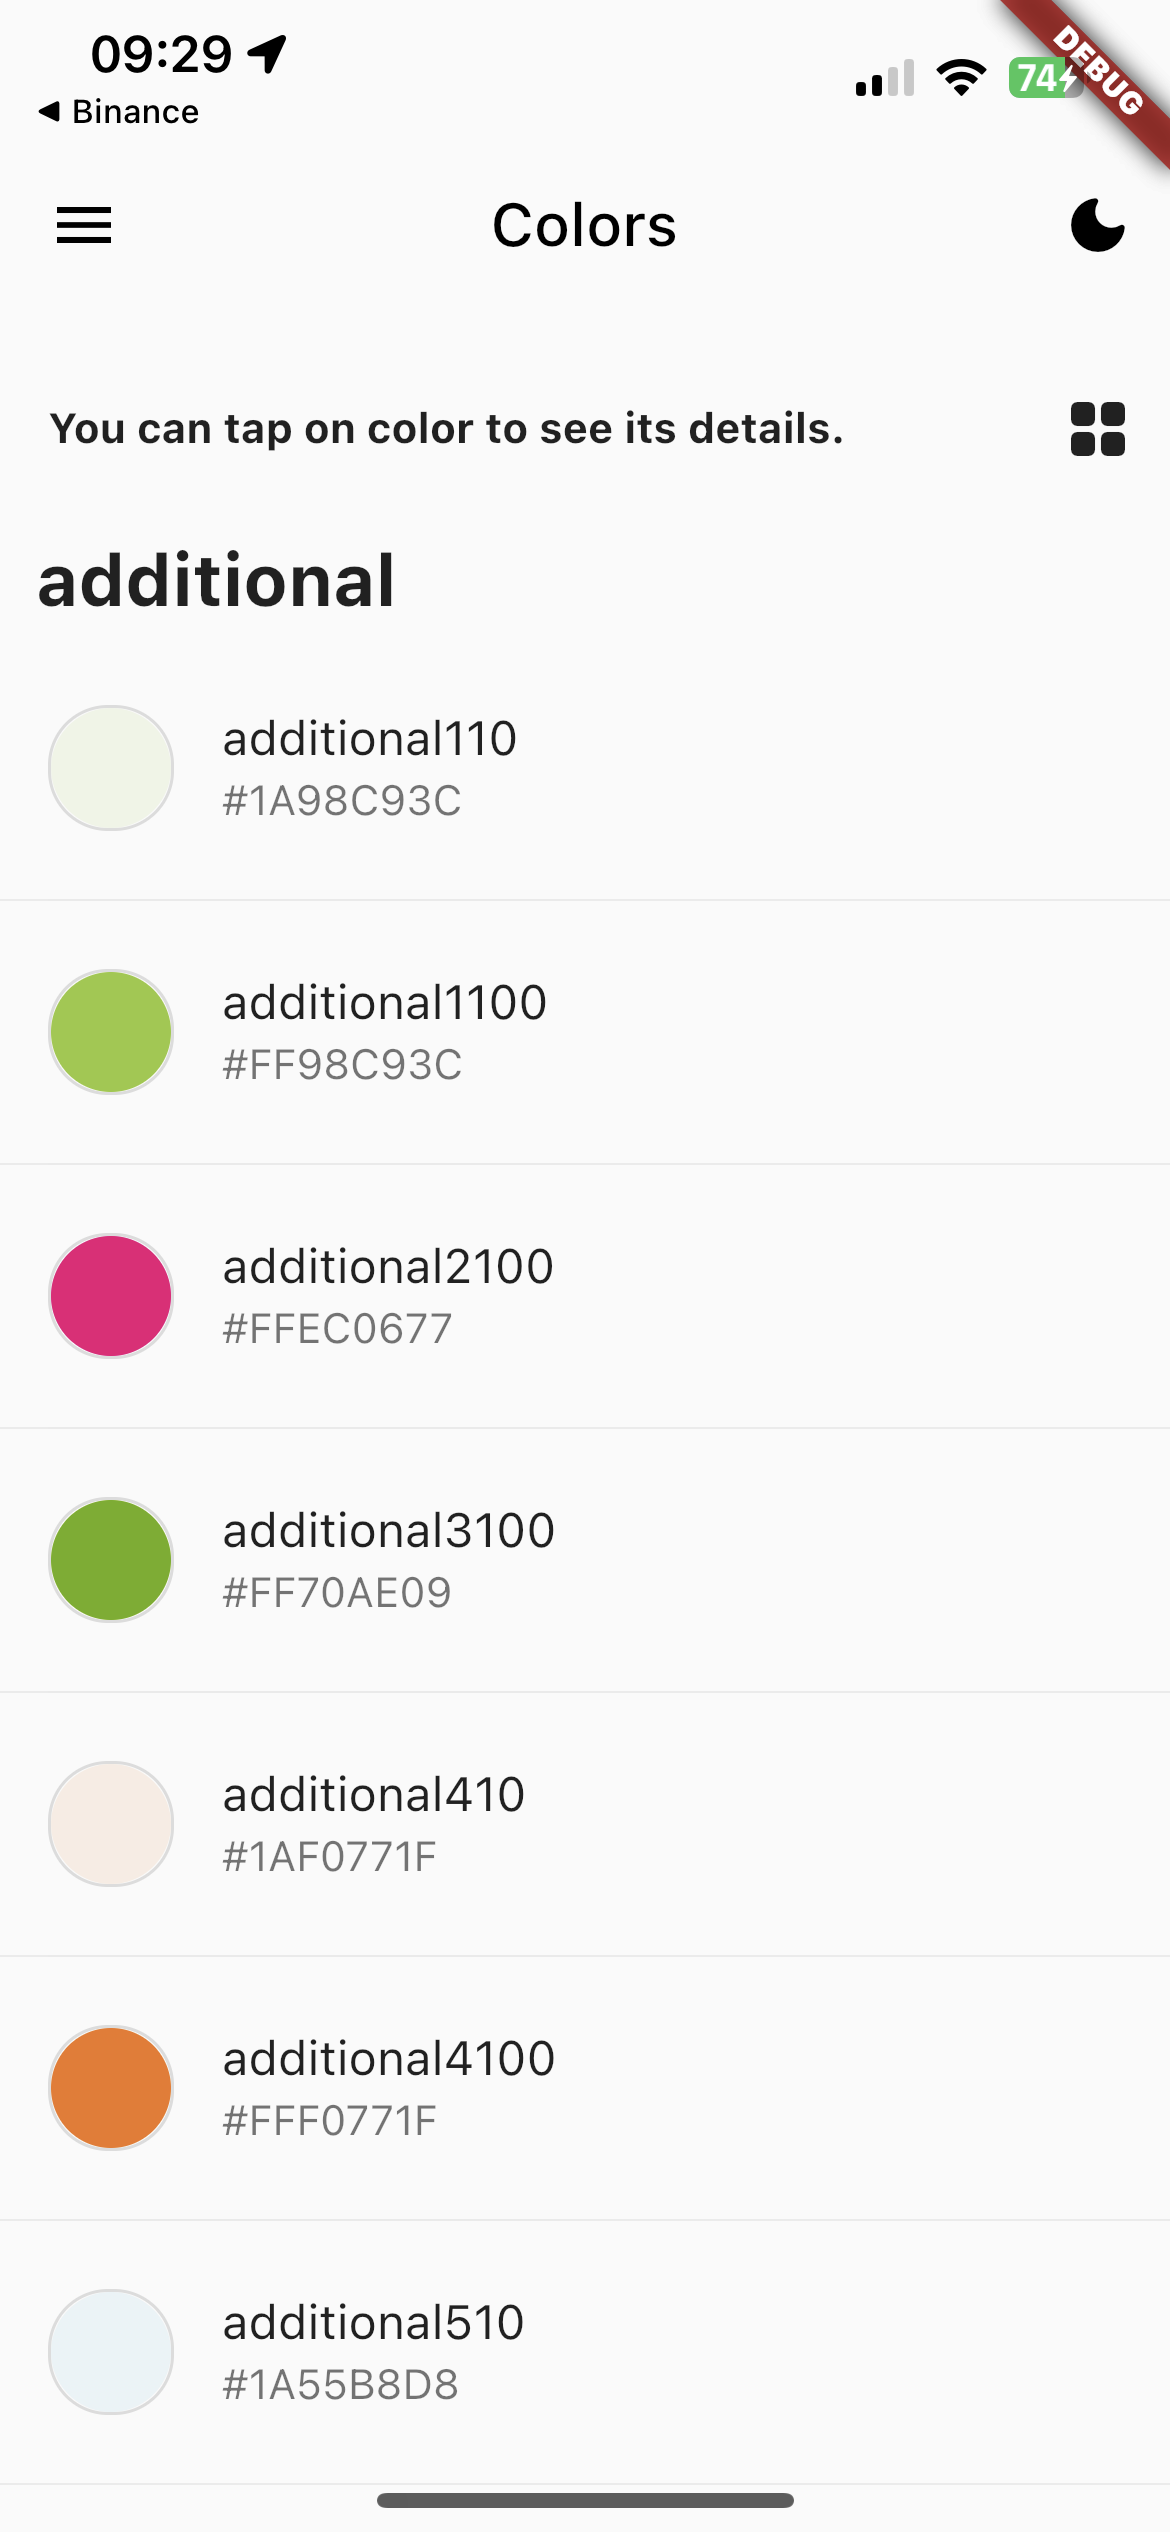 09:29
74
DEBUG
◀ Binance
Colors
You can tap on color to see its details.
additional
additional110
#1A98C93C
additional1100
#FF98C93C
additional2100
#FFEC0677
additional3100
#FF70AE09
additional410
#1AF0771F
additional4100
#FFF0771F
additional510
#1A55B8D8